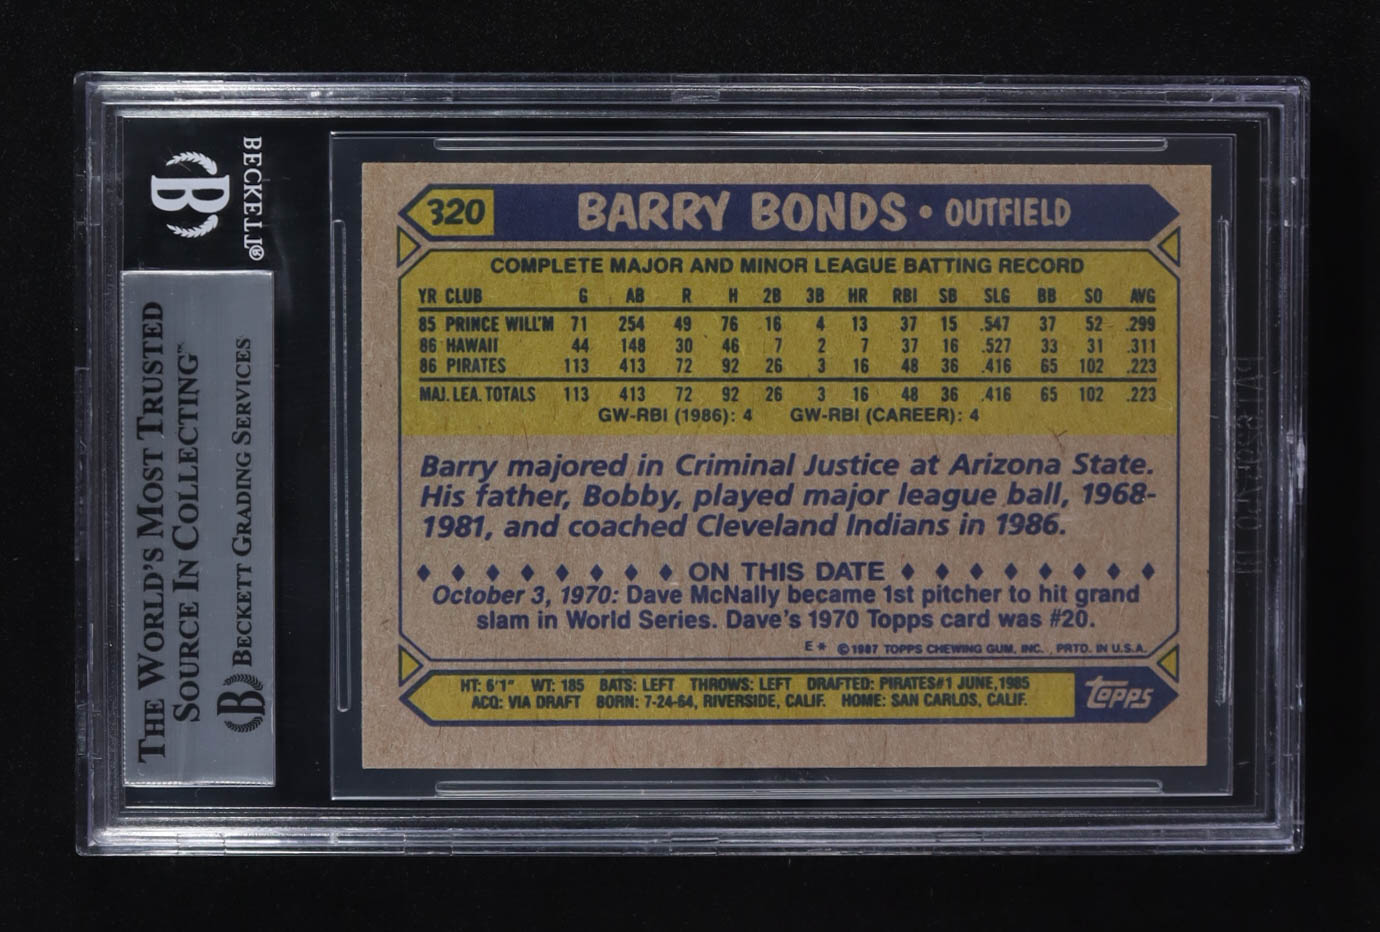 BECKETT®
B
THE WORLD'S MOST TRUSTED
SOURCE IN COLLECTING™
B BECKETT GRADING SERVICES
320 BARRY BONDS • OUTFIELD
COMPLETE MAJOR AND MINOR LEAGUE BATTING RECORD
YR CLUB G AB R H 2B 3B HR RBI SB SLG BB SO AVG
85 PRINCE WILL'M 71 254 49 76 16 4 13 37 15 .547 37 52 .299
86 HAWAII 44 148 30 46 7 2 7 37 16 .527 33 31 .311
86 PIRATES 113 413 72 92 26 3 16 48 36 .416 65 102 .223
MAJ. LEA. TOTALS 113 413 72 92 26 3 16 48 36 .416 65 102 .223
GW-RBI (1986): 4 GW-RBI (CAREER): 4
Barry majored in Criminal Justice at Arizona State.
His father, Bobby, played major league ball, 1968-
1981, and coached Cleveland Indians in 1986.
ON THIS DATE
October 3, 1970: Dave McNally became 1st pitcher to hit grand
slam in World Series. Dave's 1970 Topps card was #20.
E* ©1987 TOPPS CHEWING GUM, INC., PRTD. IN U.S.A.
HT: 6'1" WT: 185 BATS: LEFT THROWS: LEFT DRAFTED: PIRATES#1 JUNE,1985
ACQ: VIA DRAFT BORN: 7-24-64, RIVERSIDE, CALIF. HOME: SAN CARLOS, CALIF.
topps